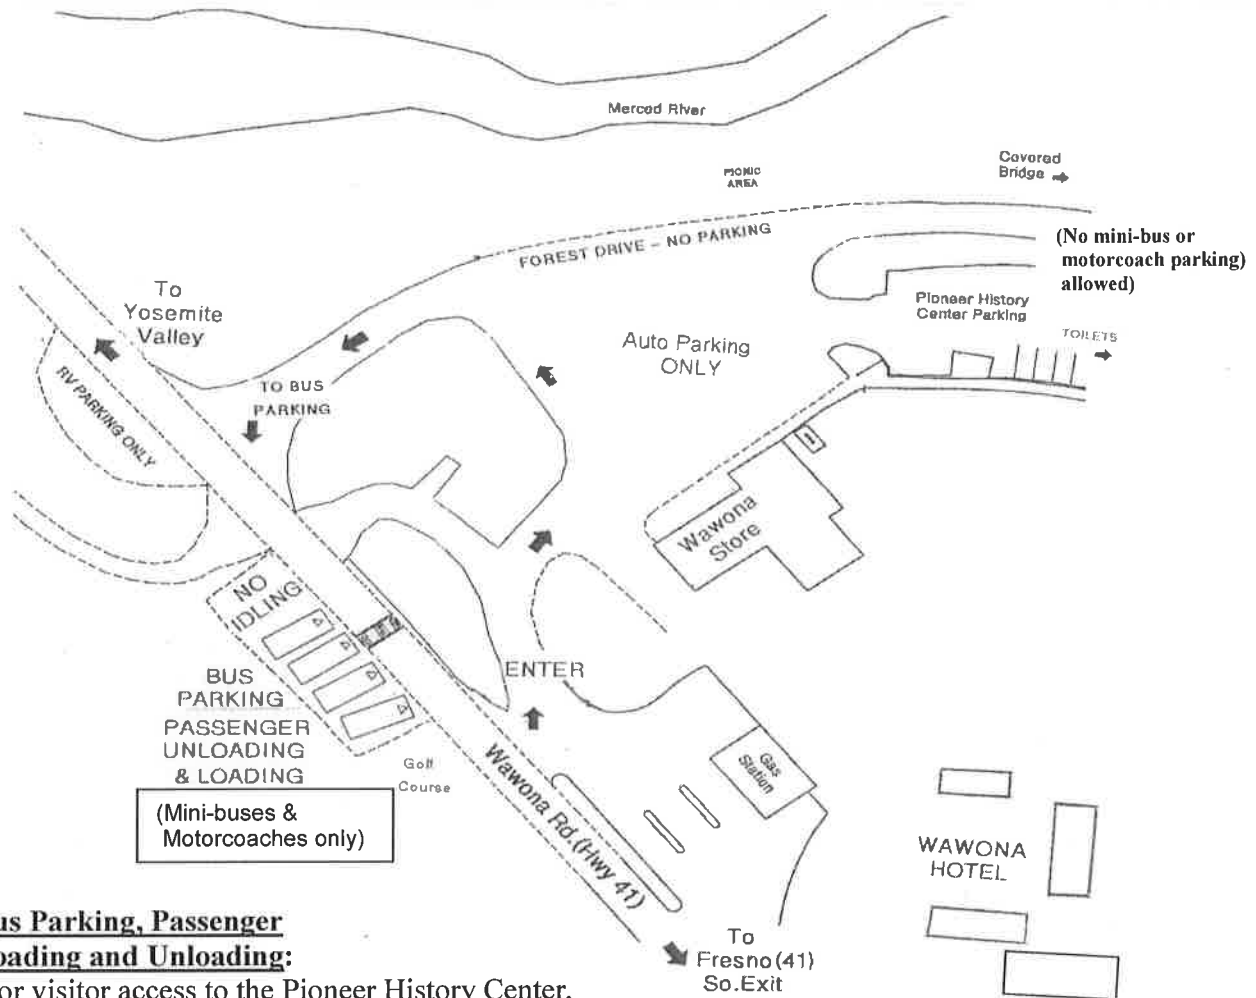 Merced River
PICNIC
AREA
Covered
Bridge
FOREST DRIVE - NO PARKING
(No mini-bus or
motorcoach parking)
allowed)
To
Yosemite
Valley
Pioneer History
Center Parking
TOILETS
Auto Parking
ONLY
TO BUS
PARKING
RV PARKING ONLY
Wawona
Store
NO
IDLING
ENTER
BUS
PARKING
PASSENGER
UNLOADING
& LOADING
Golf
Course
(Mini-buses &
Motorcoaches only)
Wawona Rd.(Hwy 41)
Gas
Station
WAWONA
HOTEL
To
Fresno(41)
So.Exit
us Parking, Passenger
oading and Unloading:
or visitor access to the Pioneer History Center,